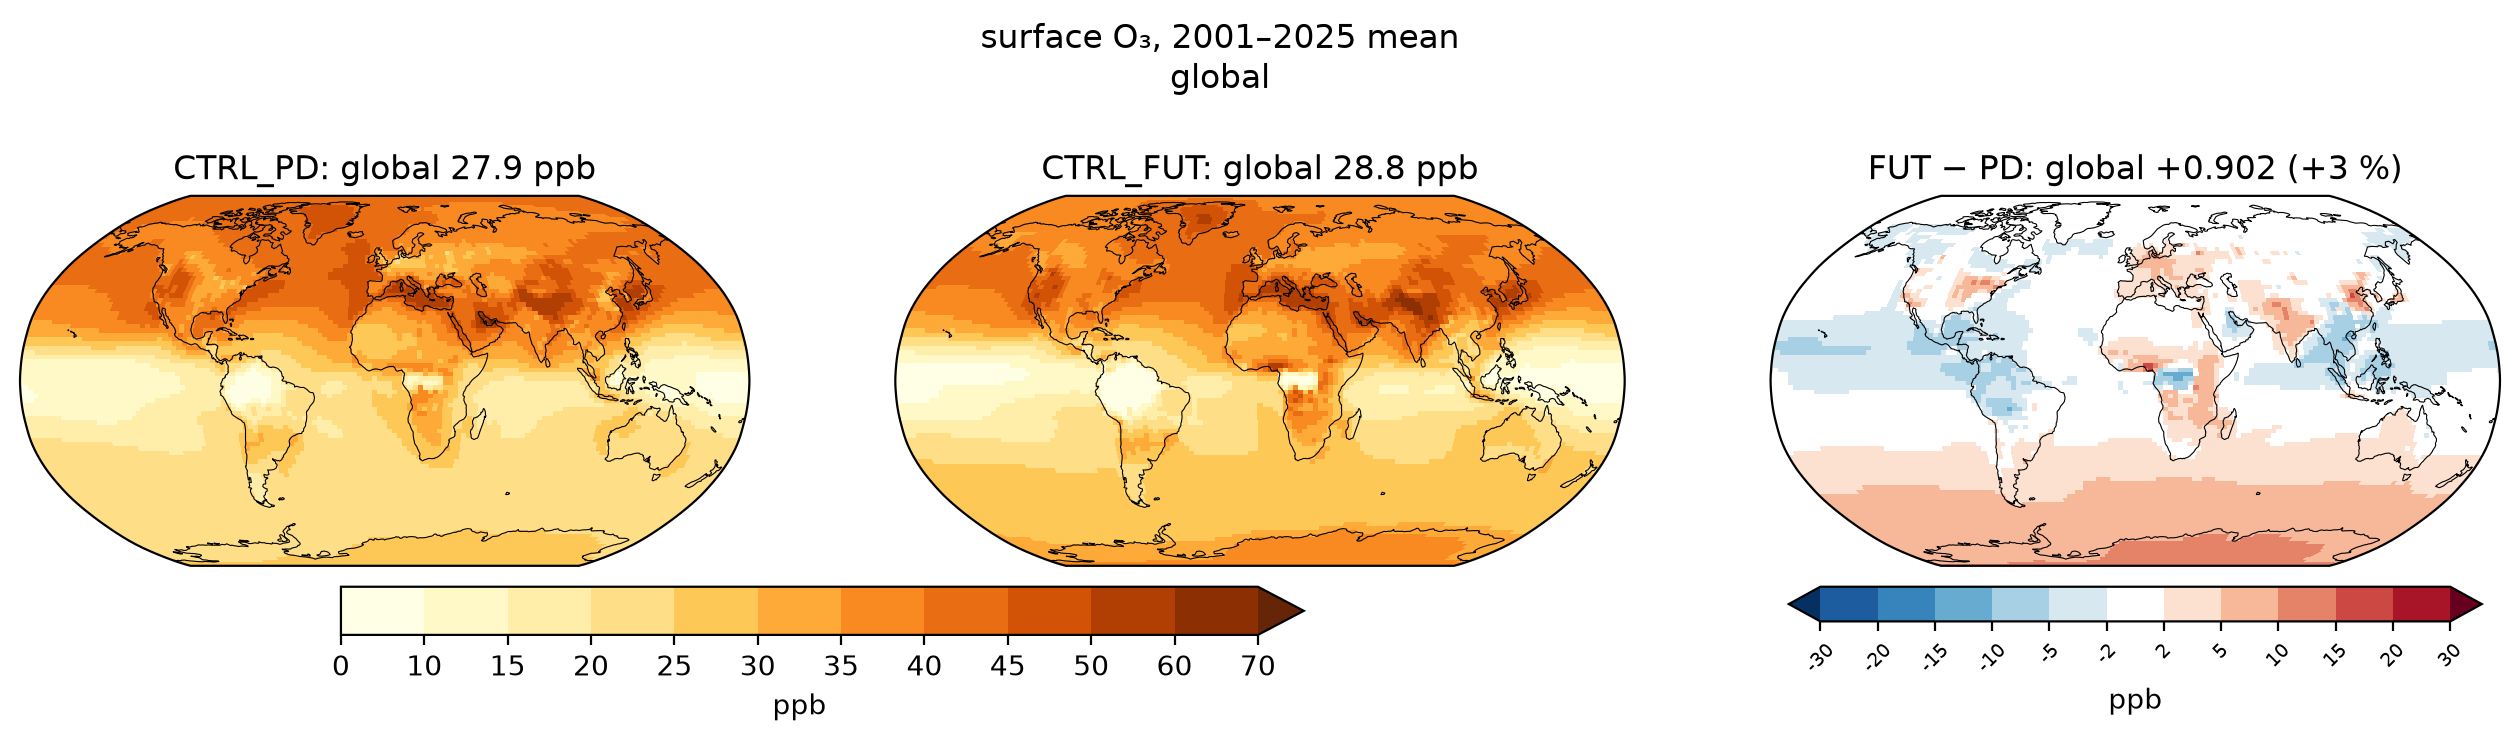 surface O₃, 2001–2025 mean
global
CTRL_PD: global 27.9 ppb
CTRL_FUT: global 28.8 ppb
FUT − PD: global +0.902 (+3 %)
0 10 15 20 25 30 35 40 45 50 60 70
ppb
-30 -20 -15 -10 -5 -2 2 5 10 15 20 30
ppb